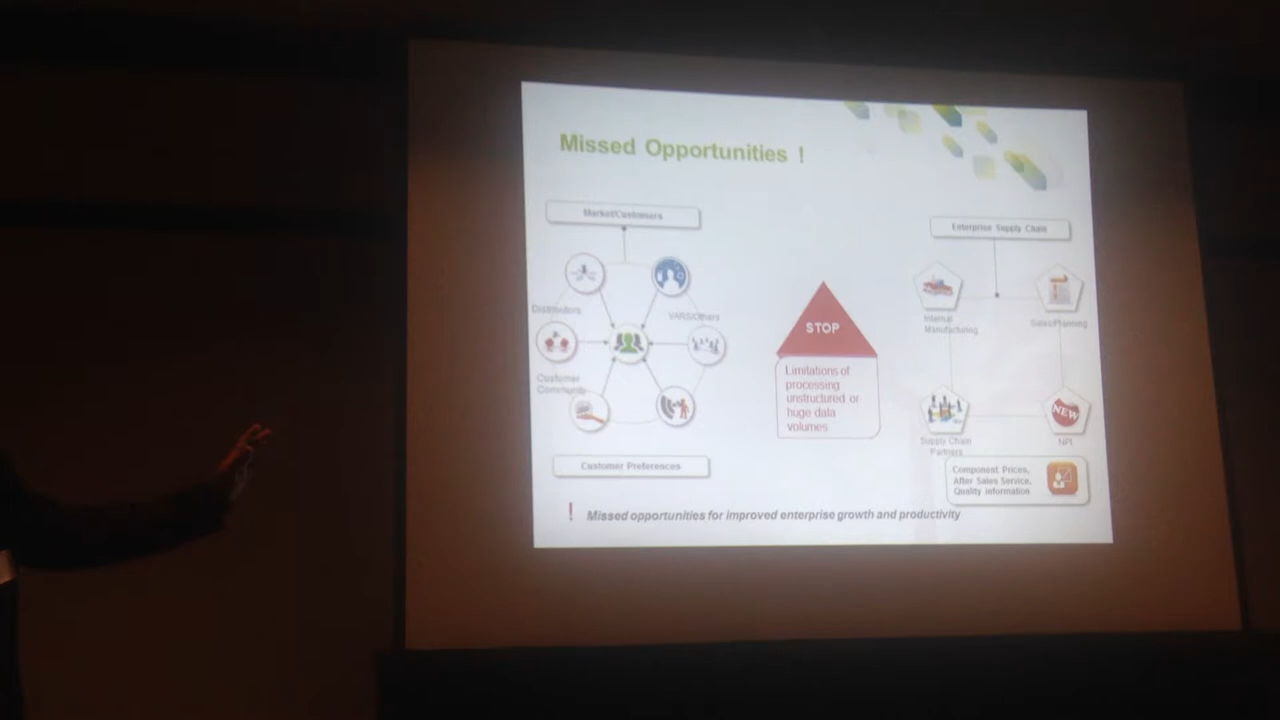 Missed Opportunities !
Market/Customers
Distributors
VARS/Others
Customer
Community
Customer Preferences
STOP
Limitations of
processing
unstructured or
huge data
volumes
Enterprise Supply Chain
Internal
Manufacturing
Sales/Planning
Supply Chain
Partners
NEW
NPI
Component Prices,
After Sales Service,
Quality information
! Missed opportunities for improved enterprise growth and productivity